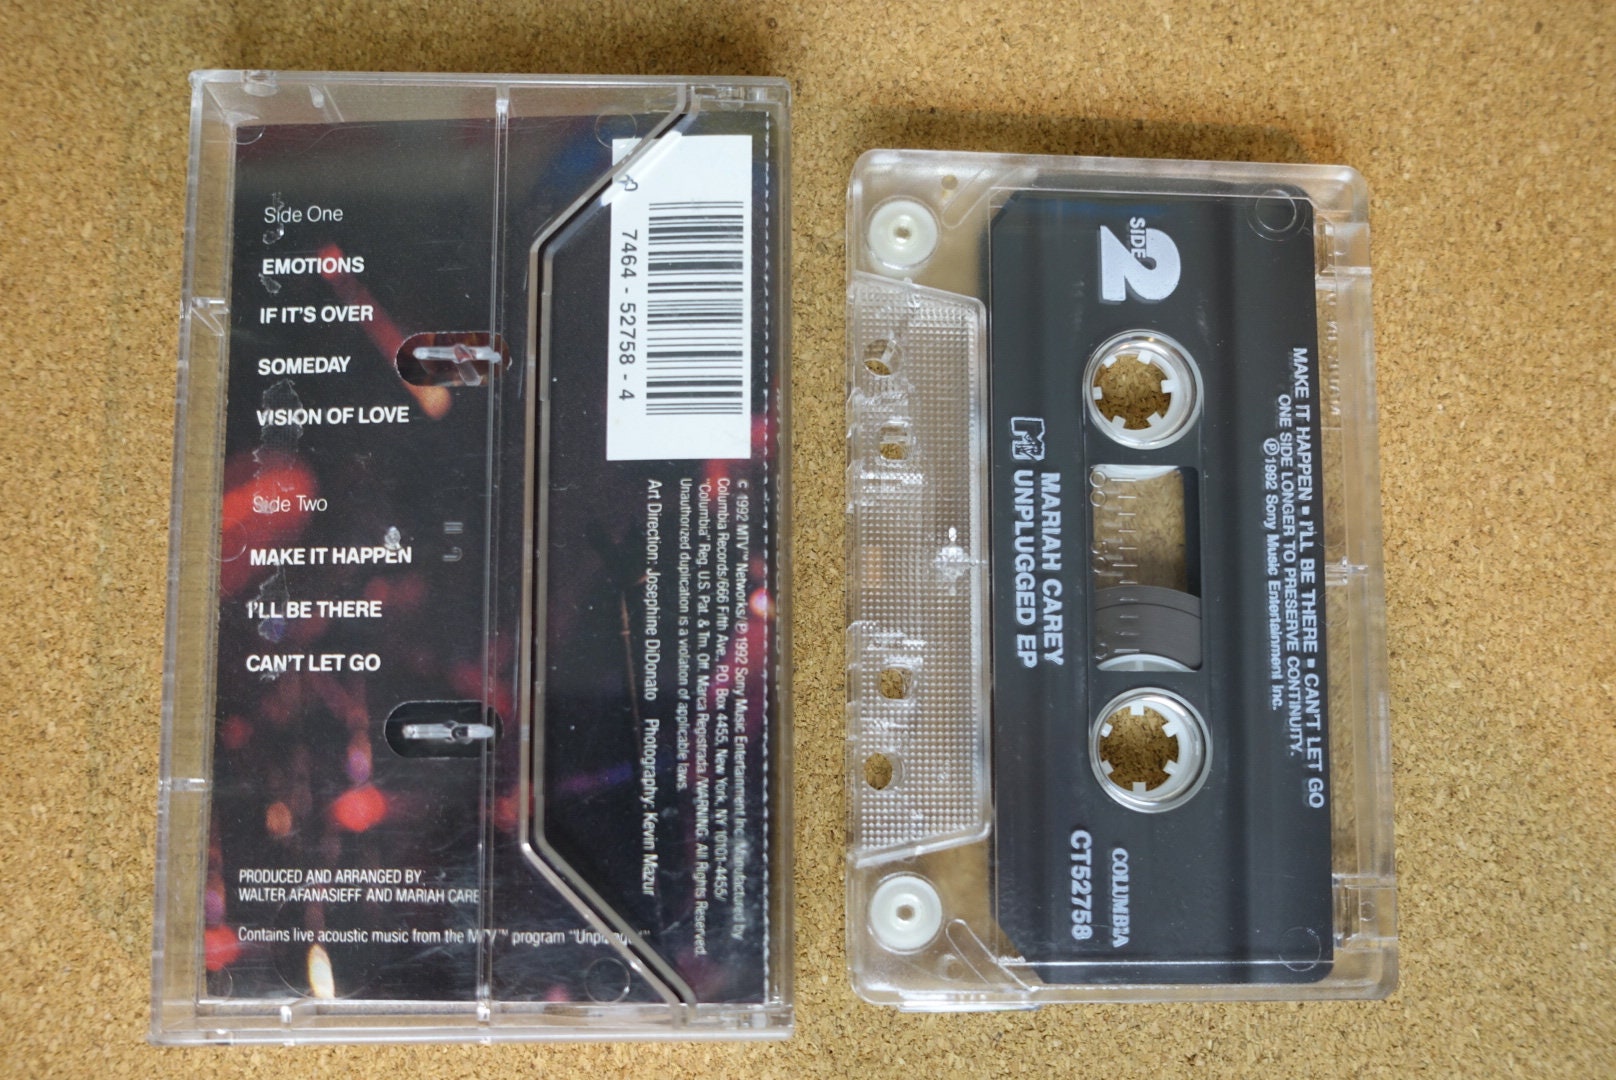 Side One
EMOTIONS
IF IT'S OVER
SOMEDAY
VISION OF LOVE
Side Two
MAKE IT HAPPEN
I'LL BE THERE
CAN'T LET GO
PRODUCED AND ARRANGED BY
WALTER AFANASIEFF AND MARIAH CAREY
Contains live acoustic music from the MTV™ program "Unplugged"™
0 7464 - 52758 - 4
© 1992 MTV™ Networks/℗ 1992 Sony Music Entertainment Inc./Manufactured by
Columbia Records/666 Fifth Ave., P.O. Box 4455, New York, NY 10101-4455/
"Columbia" Reg. U.S. Pat. & Tm. Off. Marca Registrada./WARNING: All Rights Reserved.
Unauthorized duplication is a violation of applicable laws.
Art Direction: Josephine DiDonato Photography: Kevin Mazur
SIDE
2
MAKE IT HAPPEN ▪ I'LL BE THERE ▪ CAN'T LET GO
ONE SIDE LONGER TO PRESERVE CONTINUITY.
℗1992 Sony Music Entertainment Inc.
MARIAH CAREY
MTV UNPLUGGED EP
COLUMBIA
CT52758